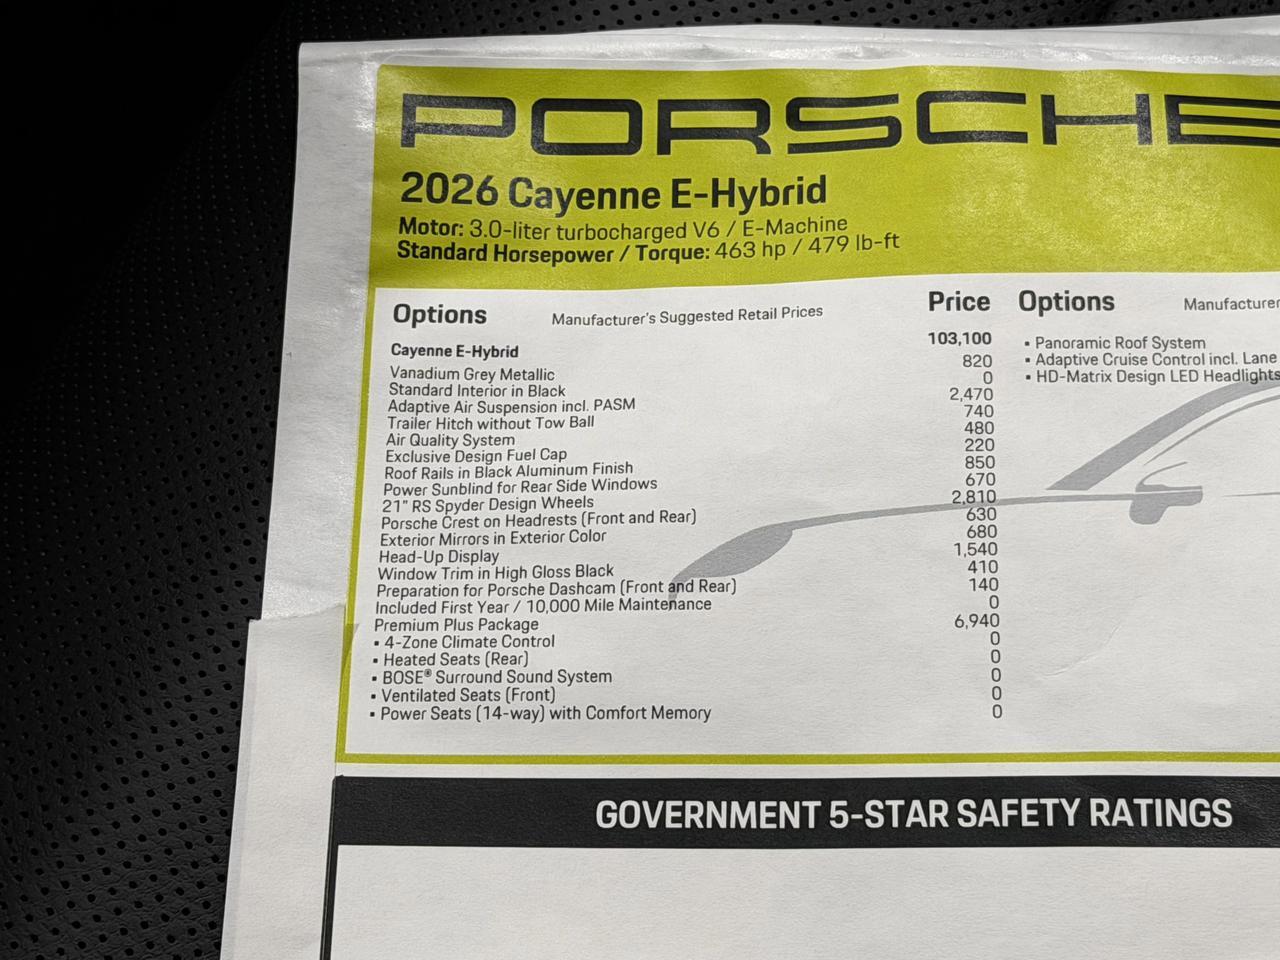 PORSCHE
2026 Cayenne E-Hybrid
Motor: 3.0-liter turbocharged V6 / E-Machine
Standard Horsepower / Torque: 463 hp / 479 lb-ft
Options Manufacturer's Suggested Retail Prices Price
Cayenne E-Hybrid 103,100
Vanadium Grey Metallic 820
Standard Interior in Black 0
Adaptive Air Suspension incl. PASM 2,470
Trailer Hitch without Tow Ball 740
Air Quality System 480
Exclusive Design Fuel Cap 220
Roof Rails in Black Aluminum Finish 850
Power Sunblind for Rear Side Windows 670
21" RS Spyder Design Wheels 2,810
Porsche Crest on Headrests (Front and Rear) 630
Exterior Mirrors in Exterior Color 680
Head-Up Display 1,540
Window Trim in High Gloss Black 410
Preparation for Porsche Dashcam (Front and Rear) 140
Included First Year / 10,000 Mile Maintenance 0
Premium Plus Package 6,940
• 4-Zone Climate Control 0
• Heated Seats (Rear) 0
• BOSE® Surround Sound System 0
• Ventilated Seats (Front) 0
• Power Seats (14-way) with Comfort Memory 0
Options Manufacturer
• Panoramic Roof System
• Adaptive Cruise Control incl. Lane
• HD-Matrix Design LED Headlights
GOVERNMENT 5-STAR SAFETY RATINGS